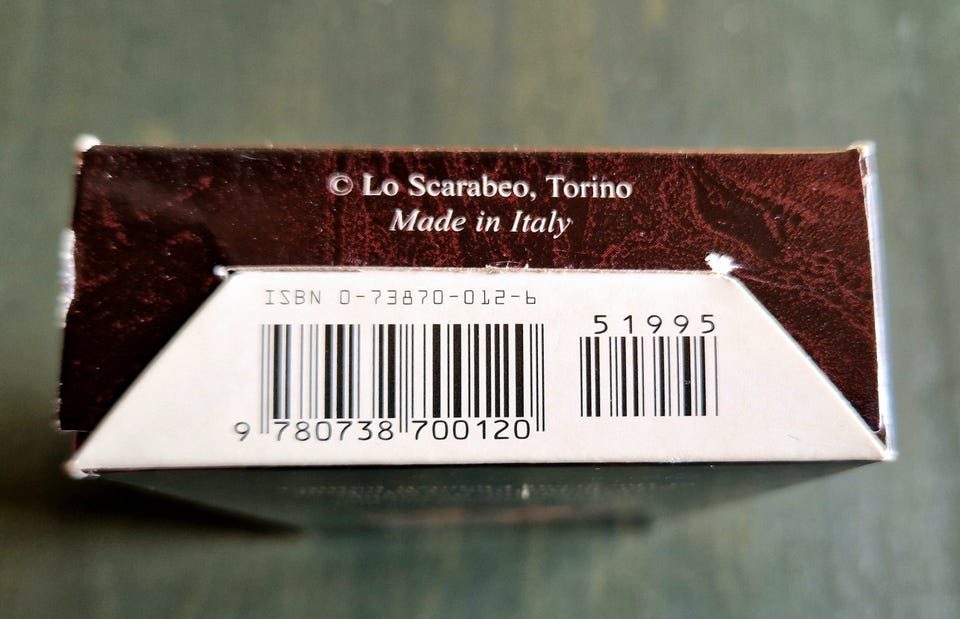 © Lo Scarabeo, Torino
Made in Italy
ISBN 0-73870-012-6
51995
9 780738 700120